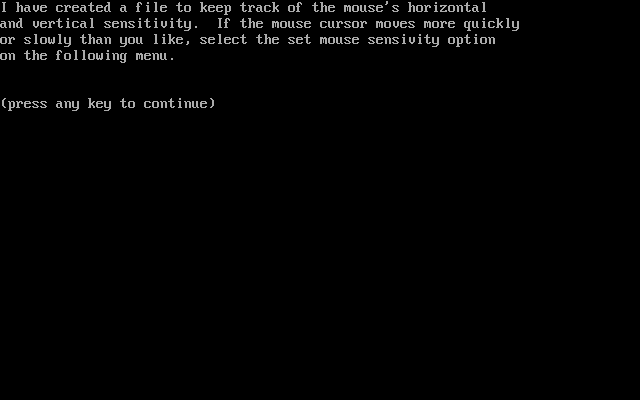 I have created a file to keep track of the mouse's horizontal
and vertical sensitivity.  If the mouse cursor moves more quickly
or slowly than you like, select the set mouse sensivity option
on the following menu.
(press any key to continue)